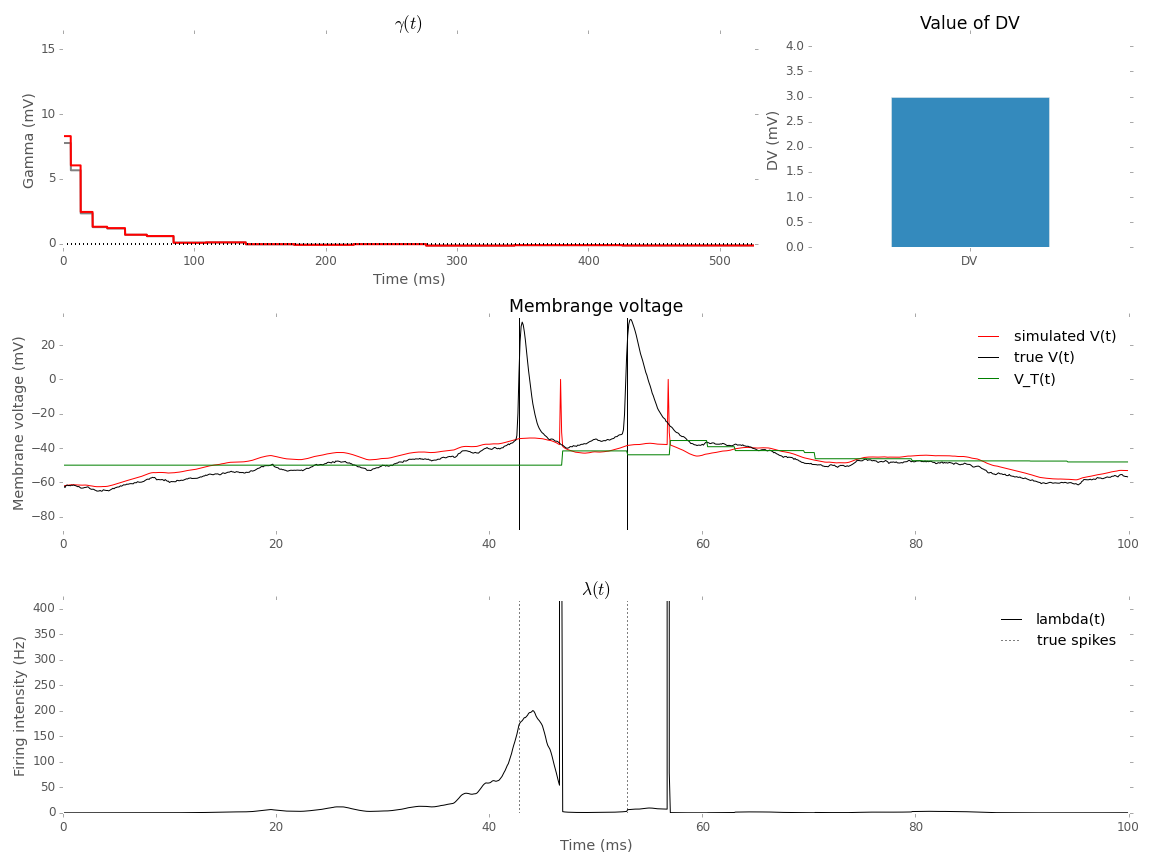 γ(t)
Gamma (mV)
15
10
5
0
0 100 200 300 400 500
Time (ms)
Value of DV
DV (mV)
4.0
3.5
3.0
2.5
2.0
1.5
1.0
0.5
0.0
DV
Membrange voltage
Membrane voltage (mV)
20
0
−20
−40
−60
−80
0 20 40 60 80 100
simulated V(t)
true V(t)
V_T(t)
λ(t)
Firing intensity (Hz)
400
350
300
250
200
150
100
50
0
0 20 40 60 80 100
Time (ms)
lambda(t)
true spikes